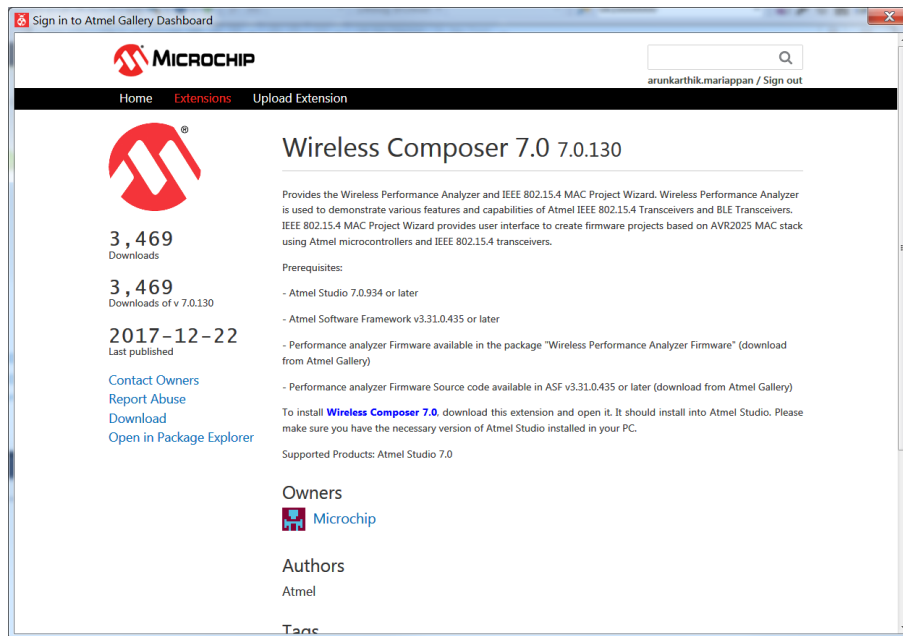 Sign in to Atmel Gallery Dashboard
X
MICROCHIP
arunkarthik.mariappan / Sign out
Home Extensions Upload Extension
®
Wireless Composer 7.0 7.0.130
Provides the Wireless Performance Analyzer and IEEE 802.15.4 MAC Project Wizard. Wireless Performance Analyzer
is used to demonstrate various features and capabilities of Atmel IEEE 802.15.4 Transceivers and BLE Transceivers.
IEEE 802.15.4 MAC Project Wizard provides user interface to create firmware projects based on AVR2025 MAC stack
using Atmel microcontrollers and IEEE 802.15.4 transceivers.
3,469
Downloads
Prerequisites:
3,469
Downloads of v 7.0.130
- Atmel Studio 7.0.934 or later
- Atmel Software Framework v3.31.0.435 or later
2017-12-22
Last published
- Performance analyzer Firmware available in the package "Wireless Performance Analyzer Firmware" (download
from Atmel Gallery)
Contact Owners
Report Abuse
Download
Open in Package Explorer
- Performance analyzer Firmware Source code available in ASF v3.31.0.435 or later (download from Atmel Gallery)
To install Wireless Composer 7.0, download this extension and open it. It should install into Atmel Studio. Please
make sure you have the necessary version of Atmel Studio installed in your PC.
Supported Products: Atmel Studio 7.0
Owners
Microchip
Authors
Atmel
Tags